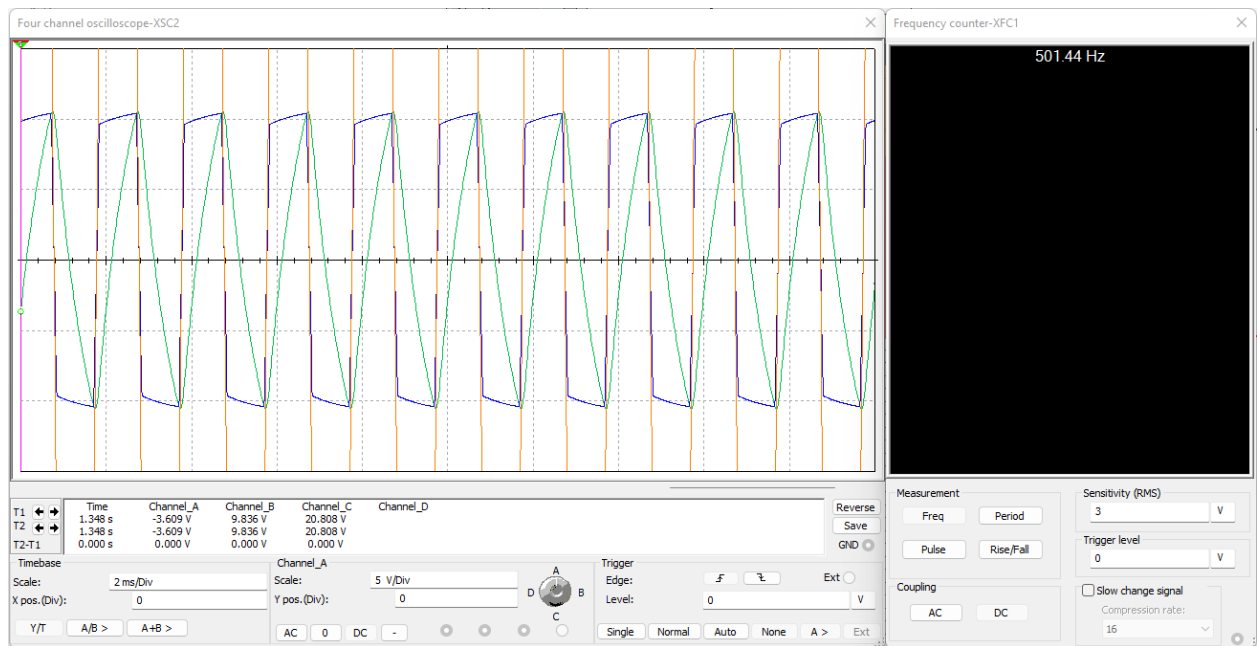 Four channel oscilloscope-XSC2
Time Channel_A Channel_B Channel_C Channel_D
T1 1.348 s -3.609 V 9.836 V 20.808 V
T2 1.348 s -3.609 V 9.836 V 20.808 V
T2-T1 0.000 s 0.000 V 0.000 V 0.000 V
Reverse
Save
GND
Timebase
Scale: 2 ms/Div
X pos.(Div): 0
Y/T A/B > A+B >
Channel_A
Scale: 5 V/Div
Y pos.(Div): 0
AC 0 DC -
A
D B
C
Trigger
Edge: Ext
Level: 0 V
Single Normal Auto None A > Ext
Frequency counter-XFC1
501.44 Hz
Measurement
Freq Period
Pulse Rise/Fall
Coupling
AC DC
Sensitivity (RMS)
3 V
Trigger level
0 V
Slow change signal
Compression rate:
16